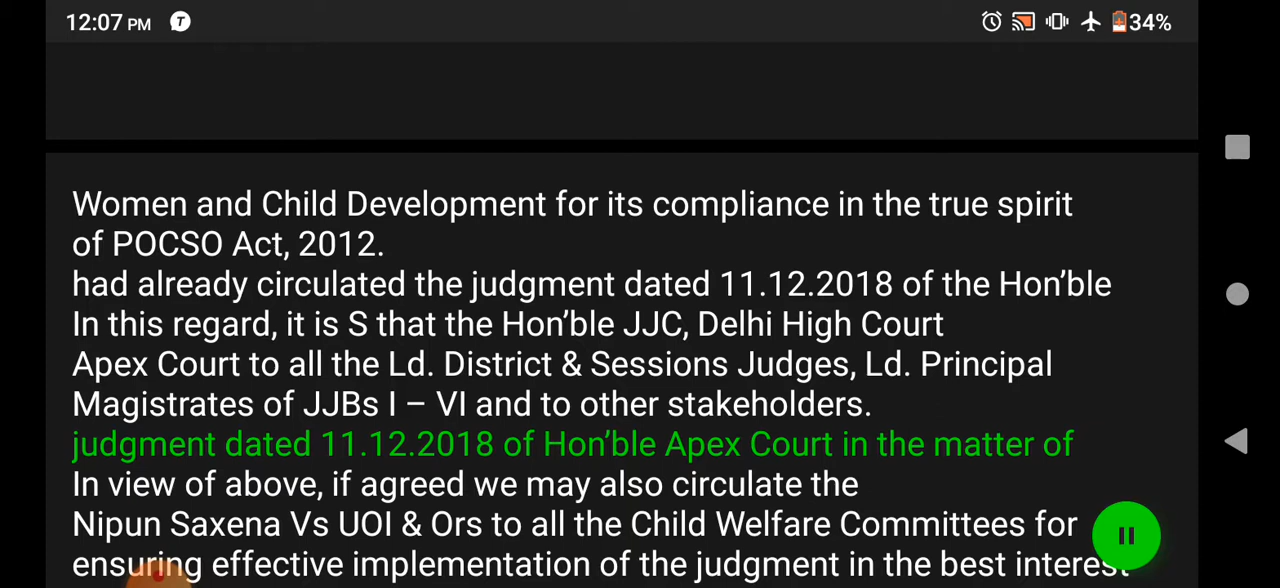 12:07 PM
34%
Women and Child Development for its compliance in the true spirit
of POCSO Act, 2012.
had already circulated the judgment dated 11.12.2018 of the Hon’ble
In this regard, it is S that the Hon’ble JJC, Delhi High Court
Apex Court to all the Ld. District & Sessions Judges, Ld. Principal
Magistrates of JJBs I – VI and to other stakeholders.
judgment dated 11.12.2018 of Hon’ble Apex Court in the matter of
In view of above, if agreed we may also circulate the
Nipun Saxena Vs UOI & Ors to all the Child Welfare Committees for
ensuring effective implementation of the judgment in the best interest